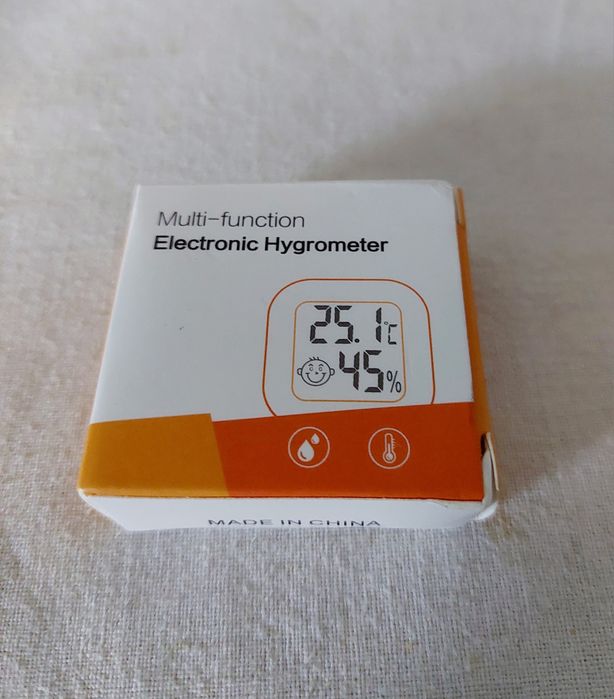 Multi-function
Electronic Hygrometer
25.1°C
45%
MADE IN CHINA